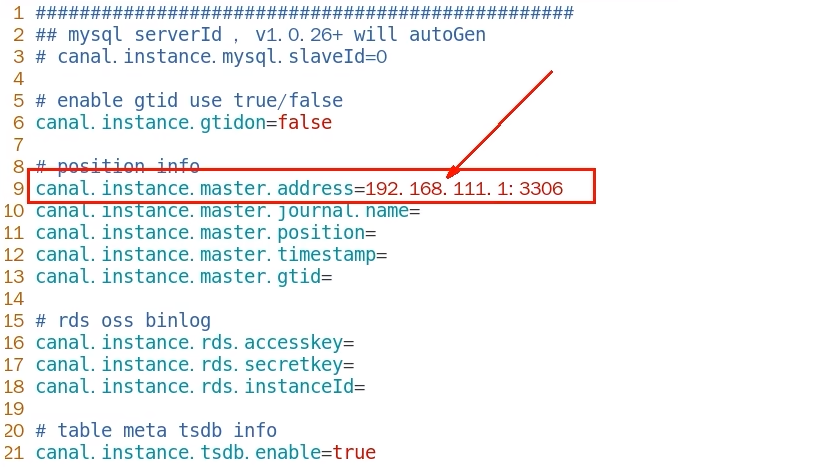 1 #################################################
2 ## mysql serverId , v1.0.26+ will autoGen
3 # canal.instance.mysql.slaveId=0
4
5 # enable gtid use true/false
6 canal.instance.gtidon=false
7
8 # position info
9 canal.instance.master.address=192.168.111.1:3306
10 canal.instance.master.journal.name=
11 canal.instance.master.position=
12 canal.instance.master.timestamp=
13 canal.instance.master.gtid=
14
15 # rds oss binlog
16 canal.instance.rds.accesskey=
17 canal.instance.rds.secretkey=
18 canal.instance.rds.instanceId=
19
20 # table meta tsdb info
21 canal.instance.tsdb.enable=true